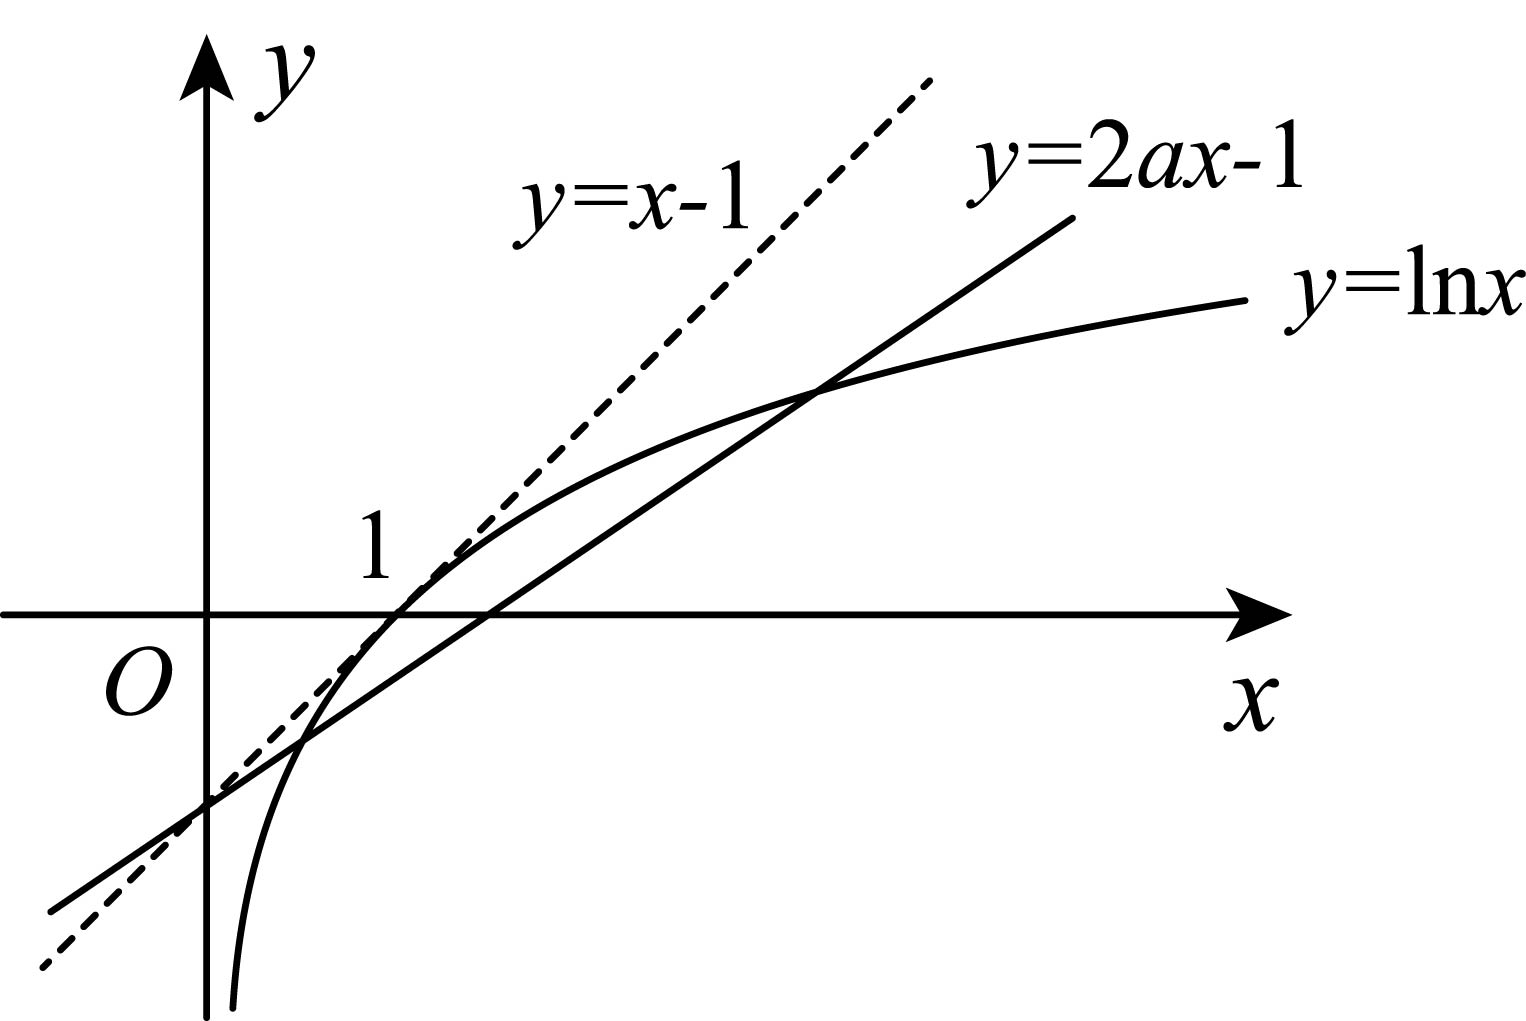 y
y=2ax-1
y=x-1
y=lnx
1
O
x